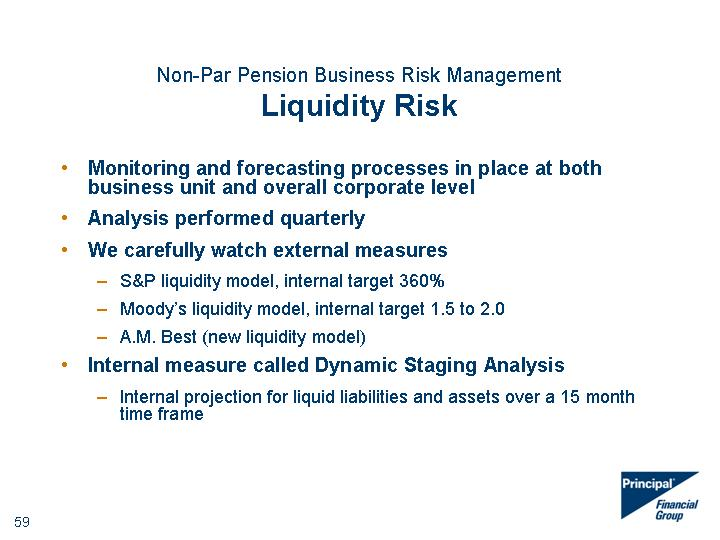 Non-Par Pension Business Risk Management
Liquidity Risk
• Monitoring and forecasting processes in place at both
business unit and overall corporate level
• Analysis performed quarterly
• We carefully watch external measures
– S&P liquidity model, internal target 360%
– Moody's liquidity model, internal target 1.5 to 2.0
– A.M. Best (new liquidity model)
• Internal measure called Dynamic Staging Analysis
– Internal projection for liquid liabilities and assets over a 15 month
time frame
Principal
Financial
Group
59